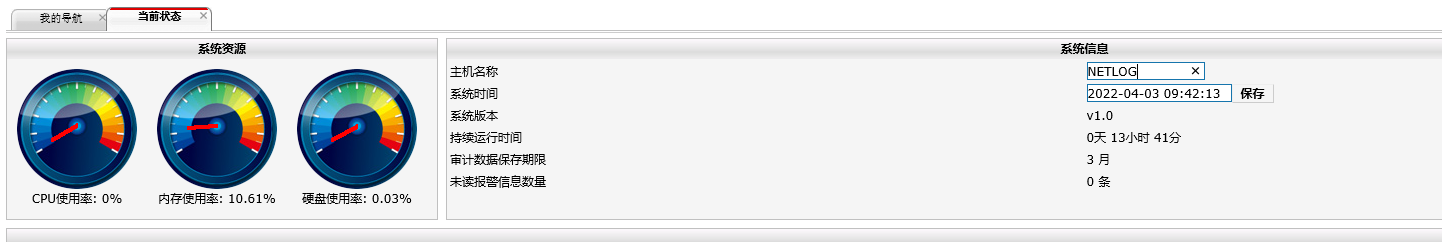 我的导航
当前状态
系统资源
CPU使用率: 0%
内存使用率: 10.61%
硬盘使用率: 0.03%
系统信息
主机名称 NETLOG
系统时间 2022-04-03 09:42:13 保存
系统版本 v1.0
持续运行时间 0天 13小时 41分
审计数据保存期限 3 月
未读报警信息数量 0 条